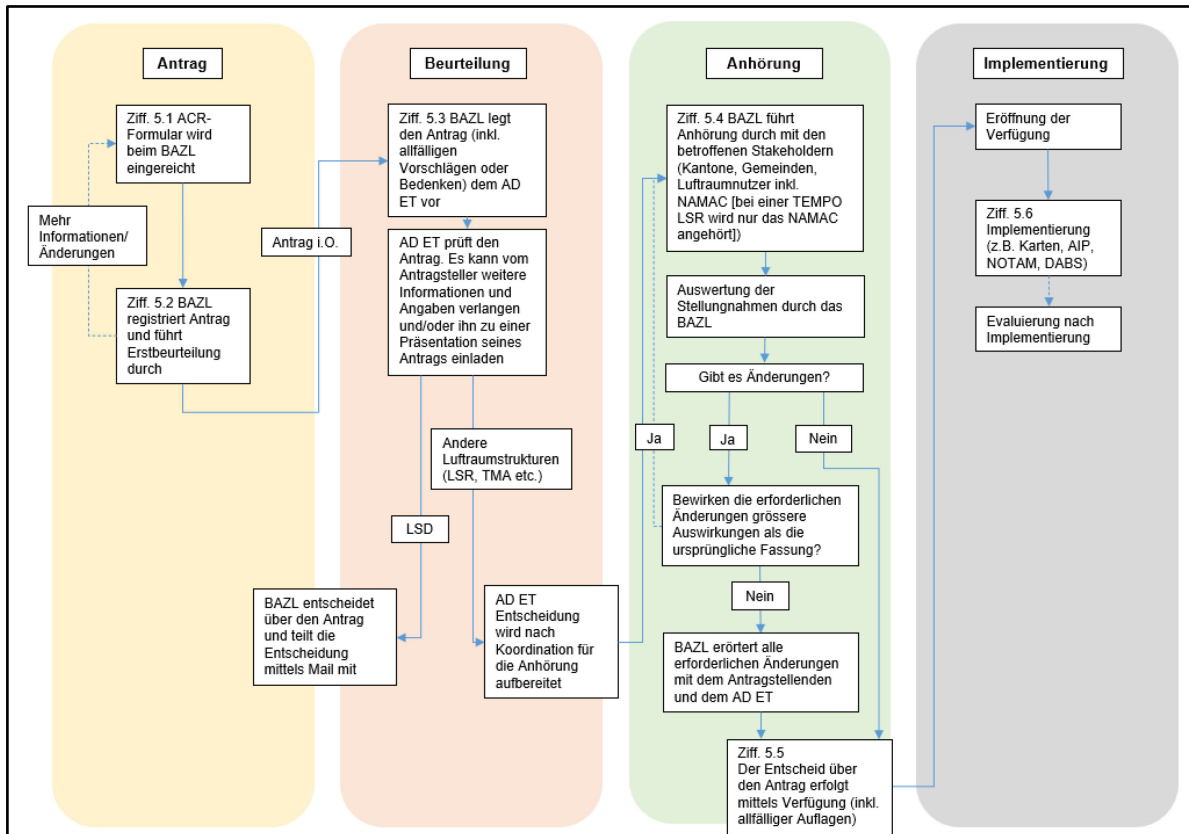 Antrag
Ziff. 5.1 ACR-
Formular wird
beim BAZL
eingereicht
Mehr
Informationen/
Änderungen
Ziff. 5.2 BAZL
registriert Antrag
und führt
Erstbeurteilung
durch
Antrag i.O.
Beurteilung
Ziff. 5.3 BAZL legt
den Antrag (inkl.
allfälligen
Vorschlägen oder
Bedenken) dem AD
ET vor
AD ET prüft den
Antrag. Es kann vom
Antragsteller weitere
Informationen und
Angaben verlangen
und/oder ihn zu einer
Präsentation seines
Antrags einladen
Andere
Luftraumstrukturen
(LSR, TMA etc.)
LSD
BAZL entscheidet
über den Antrag
und teilt die
Entscheidung
mittels Mail mit
AD ET
Entscheidung
wird nach
Koordination für
die Anhörung
aufbereitet
Anhörung
Ziff. 5.4 BAZL führt
Anhörung durch mit den
betroffenen Stakeholdern
(Kantone, Gemeinden,
Luftraumnutzer inkl.
NAMAC [bei einer TEMPO
LSR wird nur das NAMAC
angehört])
Auswertung der
Stellungnahmen durch das
BAZL
Gibt es Änderungen?
Ja
Ja
Nein
Bewirken die erforderlichen
Änderungen grössere
Auswirkungen als die
ursprüngliche Fassung?
Nein
BAZL erörtert alle
erforderlichen Änderungen
mit dem Antragstellenden
und dem AD ET
Ziff. 5.5
Der Entscheid über
den Antrag erfolgt
mittels Verfügung (inkl.
allfälliger Auflagen)
Implementierung
Eröffnung der
Verfügung
Ziff. 5.6
Implementierung
(z.B. Karten, AIP,
NOTAM, DABS)
Evaluierung nach
Implementierung